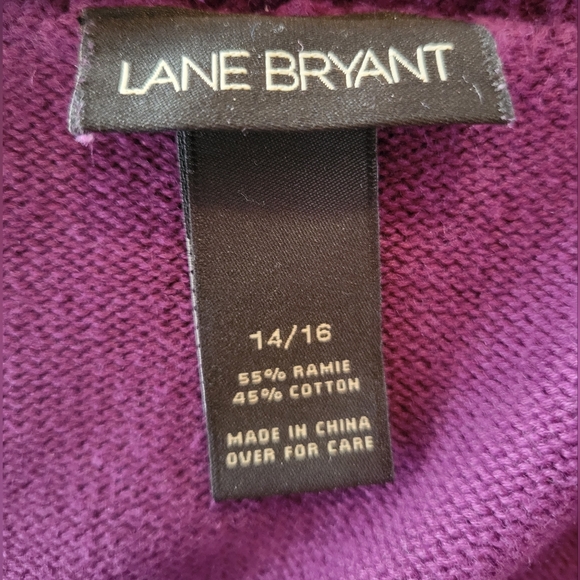 LANE BRYANT
14/16
55% RAMIE
45% COTTON
MADE IN CHINA
OVER FOR CARE